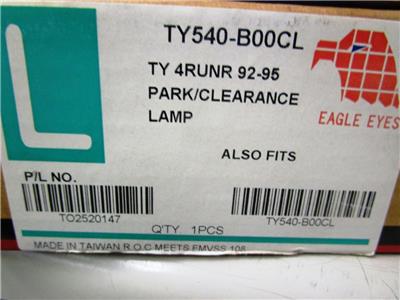 L
TY540-B00CL
TY 4RUNR 92-95
PARK/CLEARANCE
LAMP
EAGLE EYES
ALSO FITS
P/L NO.
TO2520147
TY540-B00CL
Q'TY 1PCS
MADE IN TAIWAN R.O.C MEETS FMVSS 108